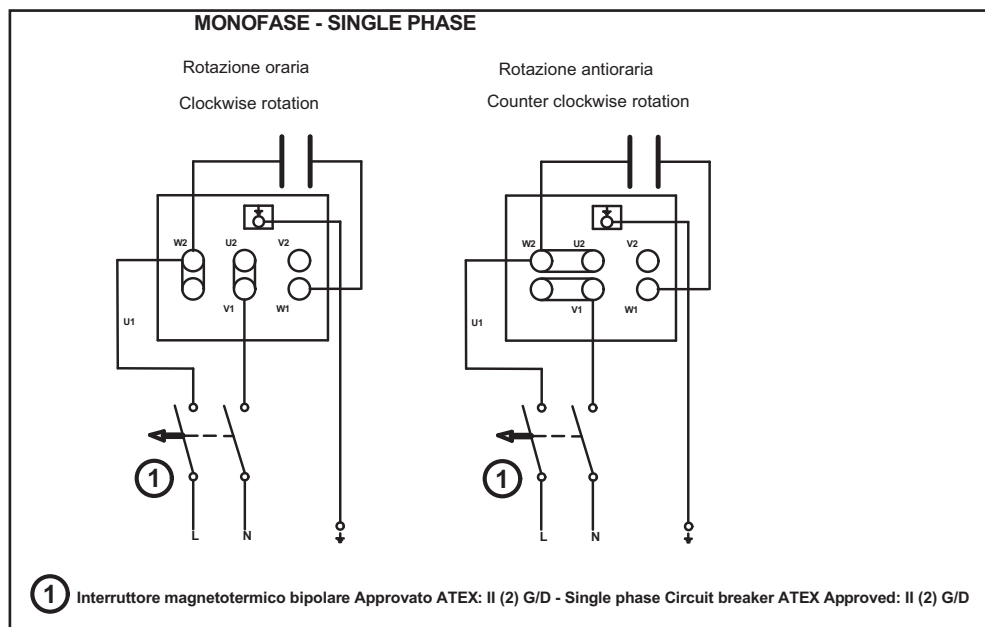 MONOFASE - SINGLE PHASE
Rotazione oraria
Clockwise rotation
Rotazione antioraria
Counter clockwise rotation
W2 U2 V2
U1 V1 W1
1
L N
W2 U2 V2
U1 V1 W1
1
L N
1 Interruttore magnetotermico bipolare Approvato ATEX: II (2) G/D - Single phase Circuit breaker ATEX Approved: II (2) G/D